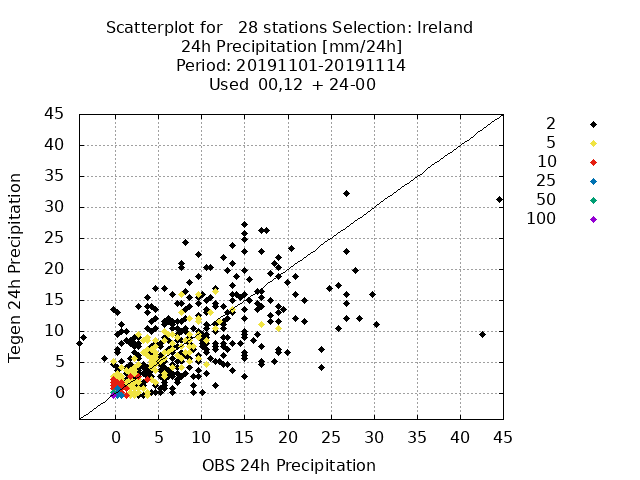 Scatterplot for 28 stations Selection: Ireland
24h Precipitation [mm/24h]
Period: 20191101-20191114
Used 00,12 + 24-00
45
40
35
30
25
20
15
10
5
0
Tegen 24h Precipitation
0 5 10 15 20 25 30 35 40 45
OBS 24h Precipitation
2
5
10
25
50
100